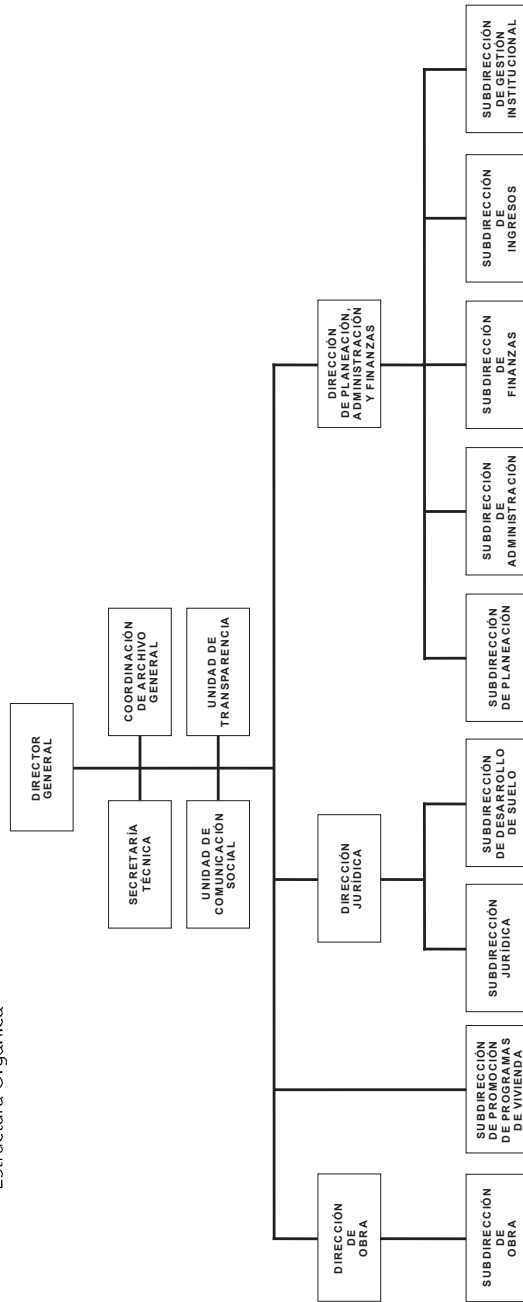 Estructura Orgánica
DIRECTOR
GENERAL
SECRETARÍA
TÉCNICA
COORDINACIÓN
DE ARCHIVO
GENERAL
UNIDAD DE
COMUNICACIÓN
SOCIAL
UNIDAD DE
TRANSPARENCIA
DIRECCIÓN
DE
OBRA
DIRECCIÓN
JURÍDICA
DIRECCIÓN
DE PLANEACIÓN,
ADMINISTRACIÓN
Y FINANZAS
SUBDIRECCIÓN
DE
OBRA
SUBDIRECCIÓN
DE PROMOCIÓN
DE PROGRAMAS
DE VIVIENDA
SUBDIRECCIÓN
JURÍDICA
SUBDIRECCIÓN
DE DESARROLLO
DE SUELO
SUBDIRECCIÓN
DE PLANEACIÓN
SUBDIRECCIÓN
DE
ADMINISTRACIÓN
SUBDIRECCIÓN
DE
FINANZAS
SUBDIRECCIÓN
DE
INGRESOS
SUBDIRECCIÓN
DE GESTIÓN
INSTITUCIONAL